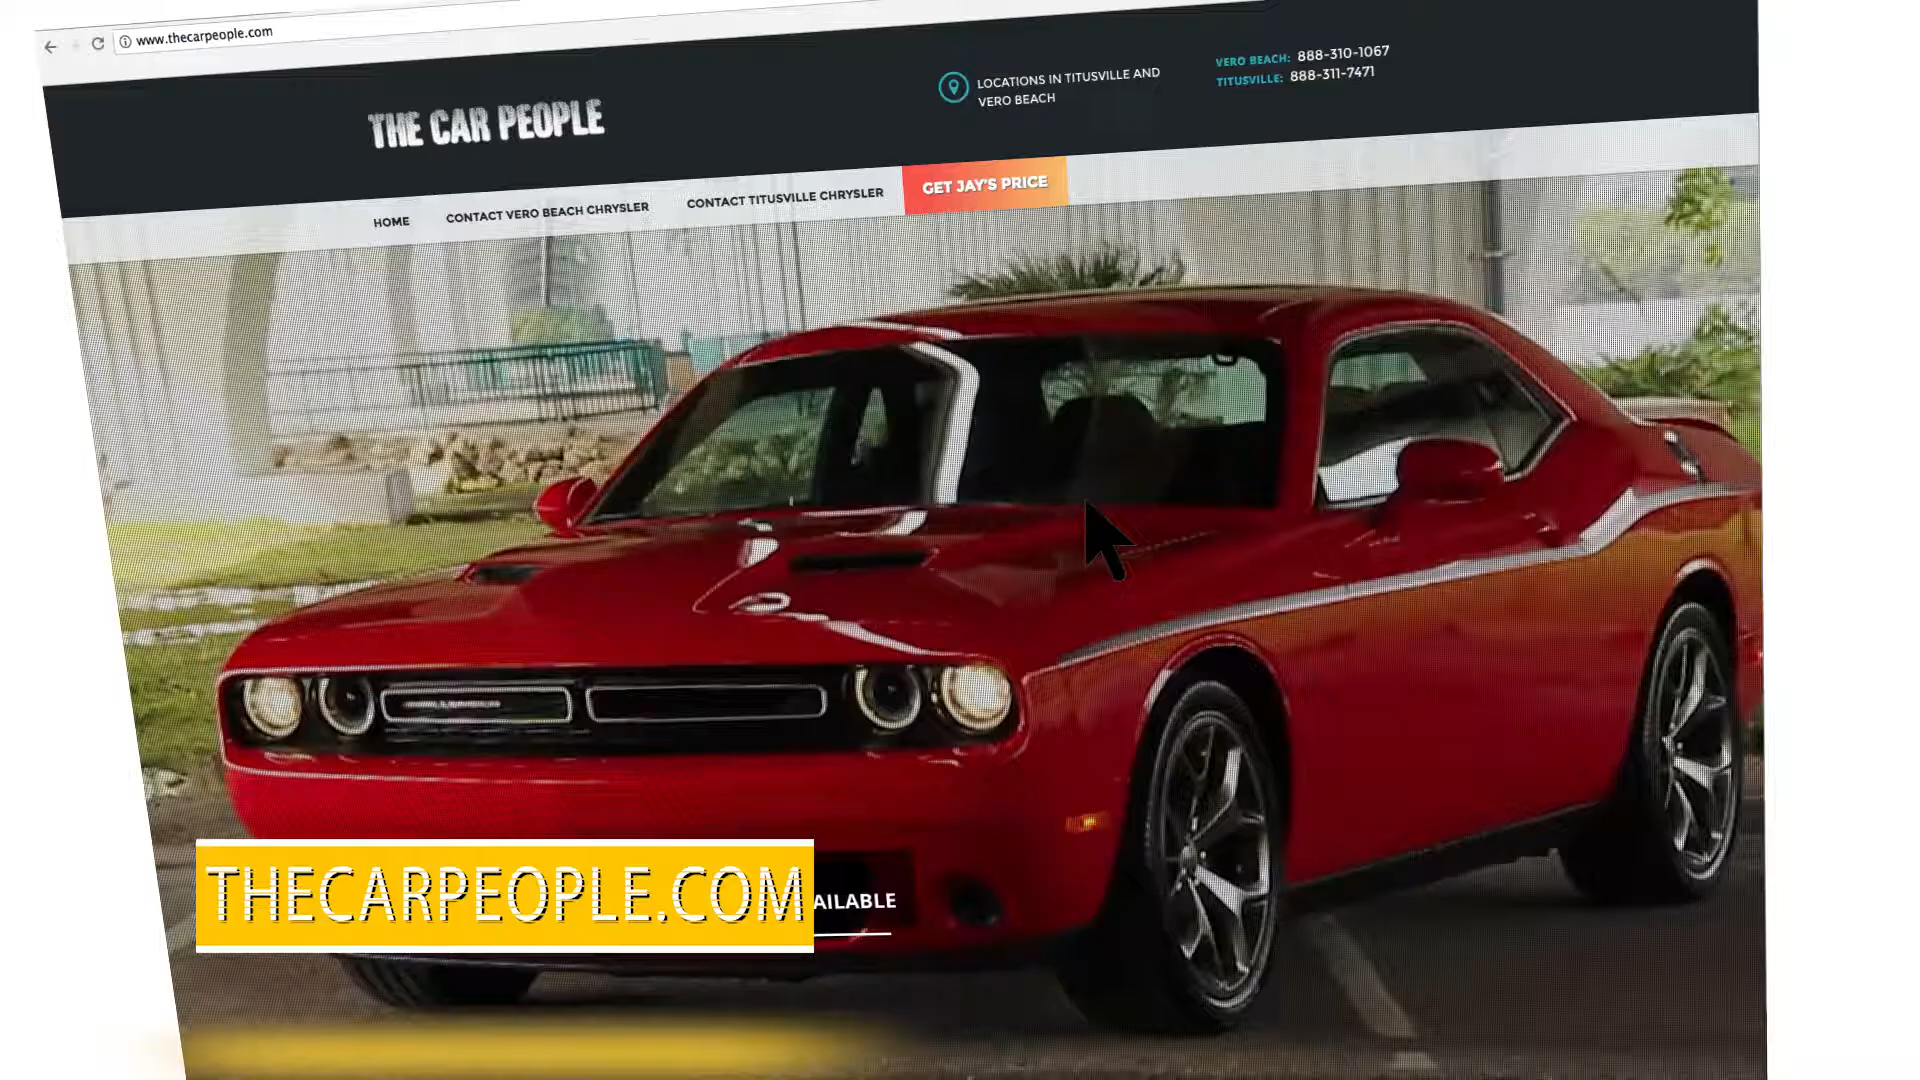 www.thecarpeople.com
THE CAR PEOPLE
LOCATIONS IN TITUSVILLE AND
VERO BEACH
VERO BEACH: 888-310-1067
TITUSVILLE: 888-311-7471
HOME
CONTACT VERO BEACH CHRYSLER
CONTACT TITUSVILLE CHRYSLER
GET JAY'S PRICE
THECARPEOPLE.COM
AILABLE